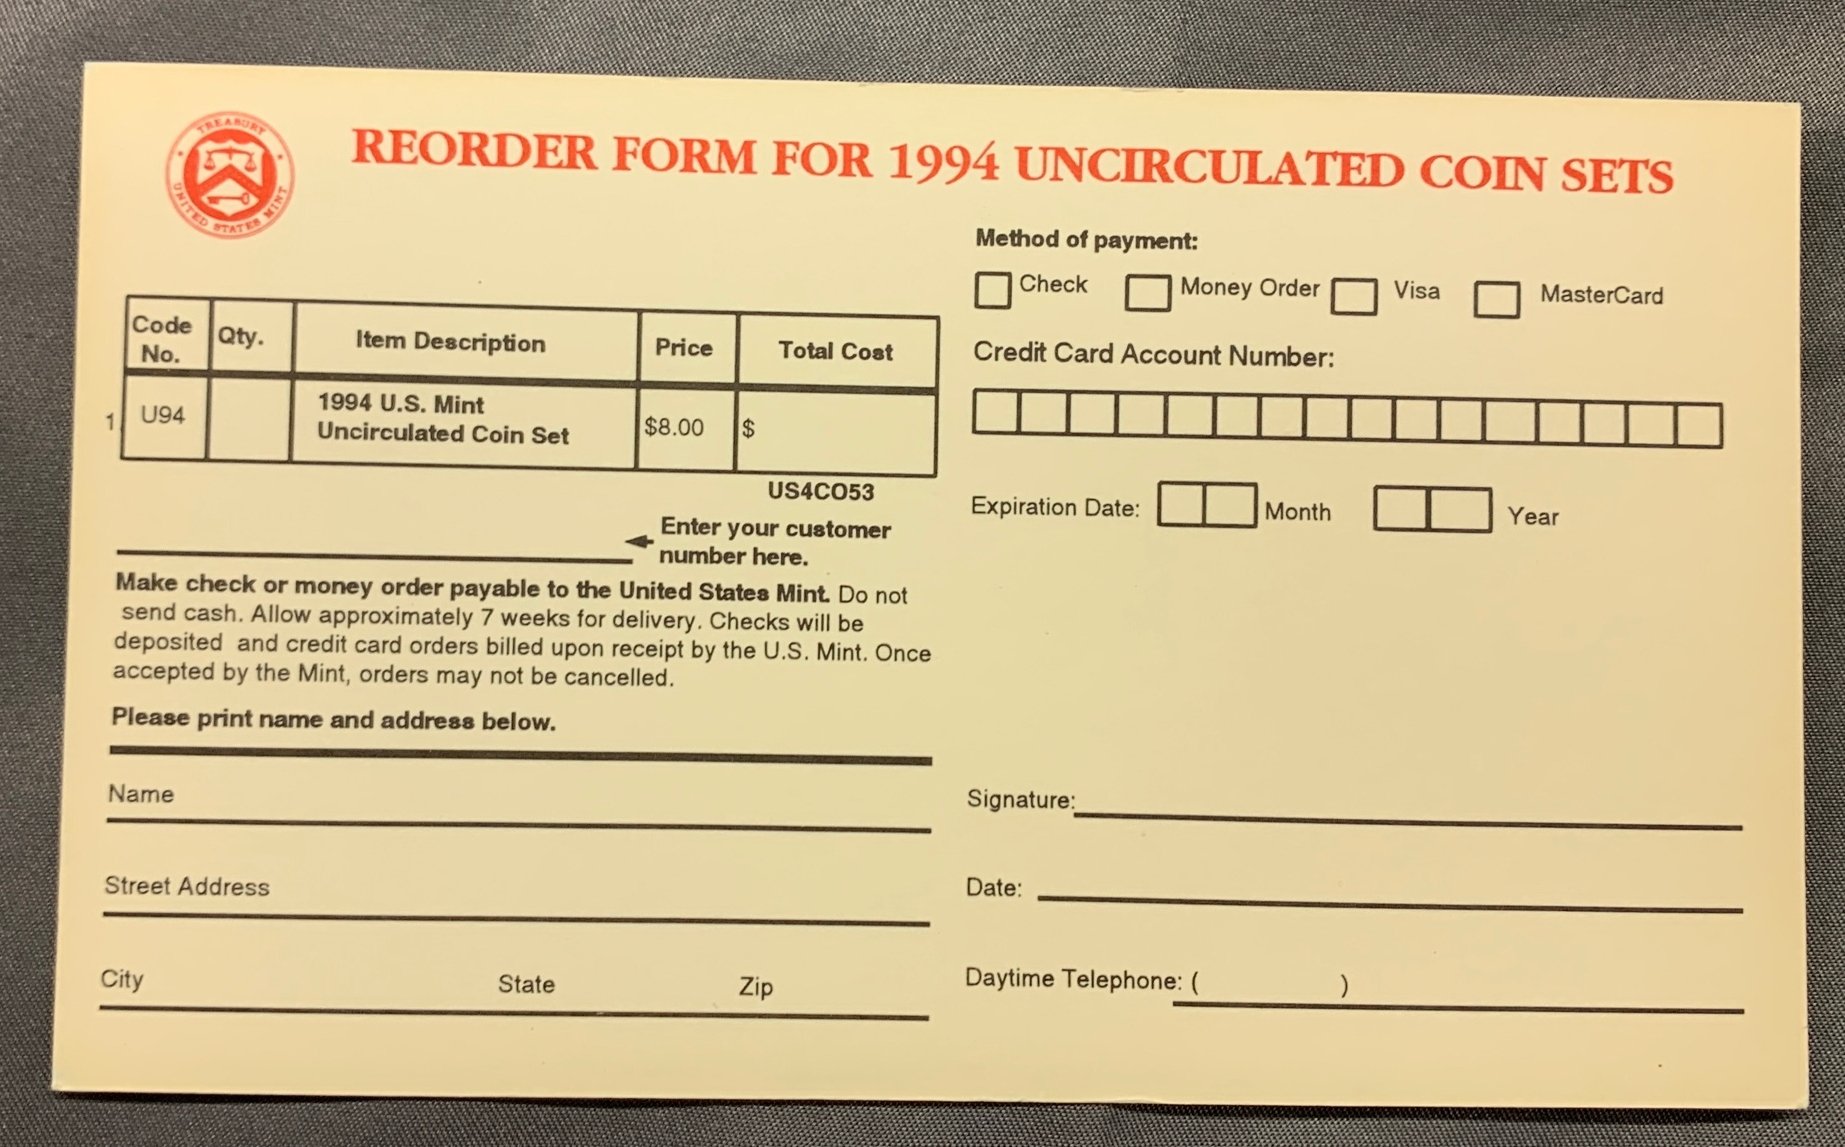 TREASURY
UNITED STATES MINT
REORDER FORM FOR 1994 UNCIRCULATED COIN SETS
Code No.
Qty.
Item Description
Price
Total Cost
1
U94
1994 U.S. Mint
Uncirculated Coin Set
$8.00
$
US4CO53
Enter your customer
number here.
Make check or money order payable to the United States Mint. Do not
send cash. Allow approximately 7 weeks for delivery. Checks will be
deposited and credit card orders billed upon receipt by the U.S. Mint. Once
accepted by the Mint, orders may not be cancelled.
Please print name and address below.
Name
Street Address
City State Zip
Method of payment:
Check Money Order Visa MasterCard
Credit Card Account Number:
Expiration Date: Month Year
Signature:
Date:
Daytime Telephone: ( )